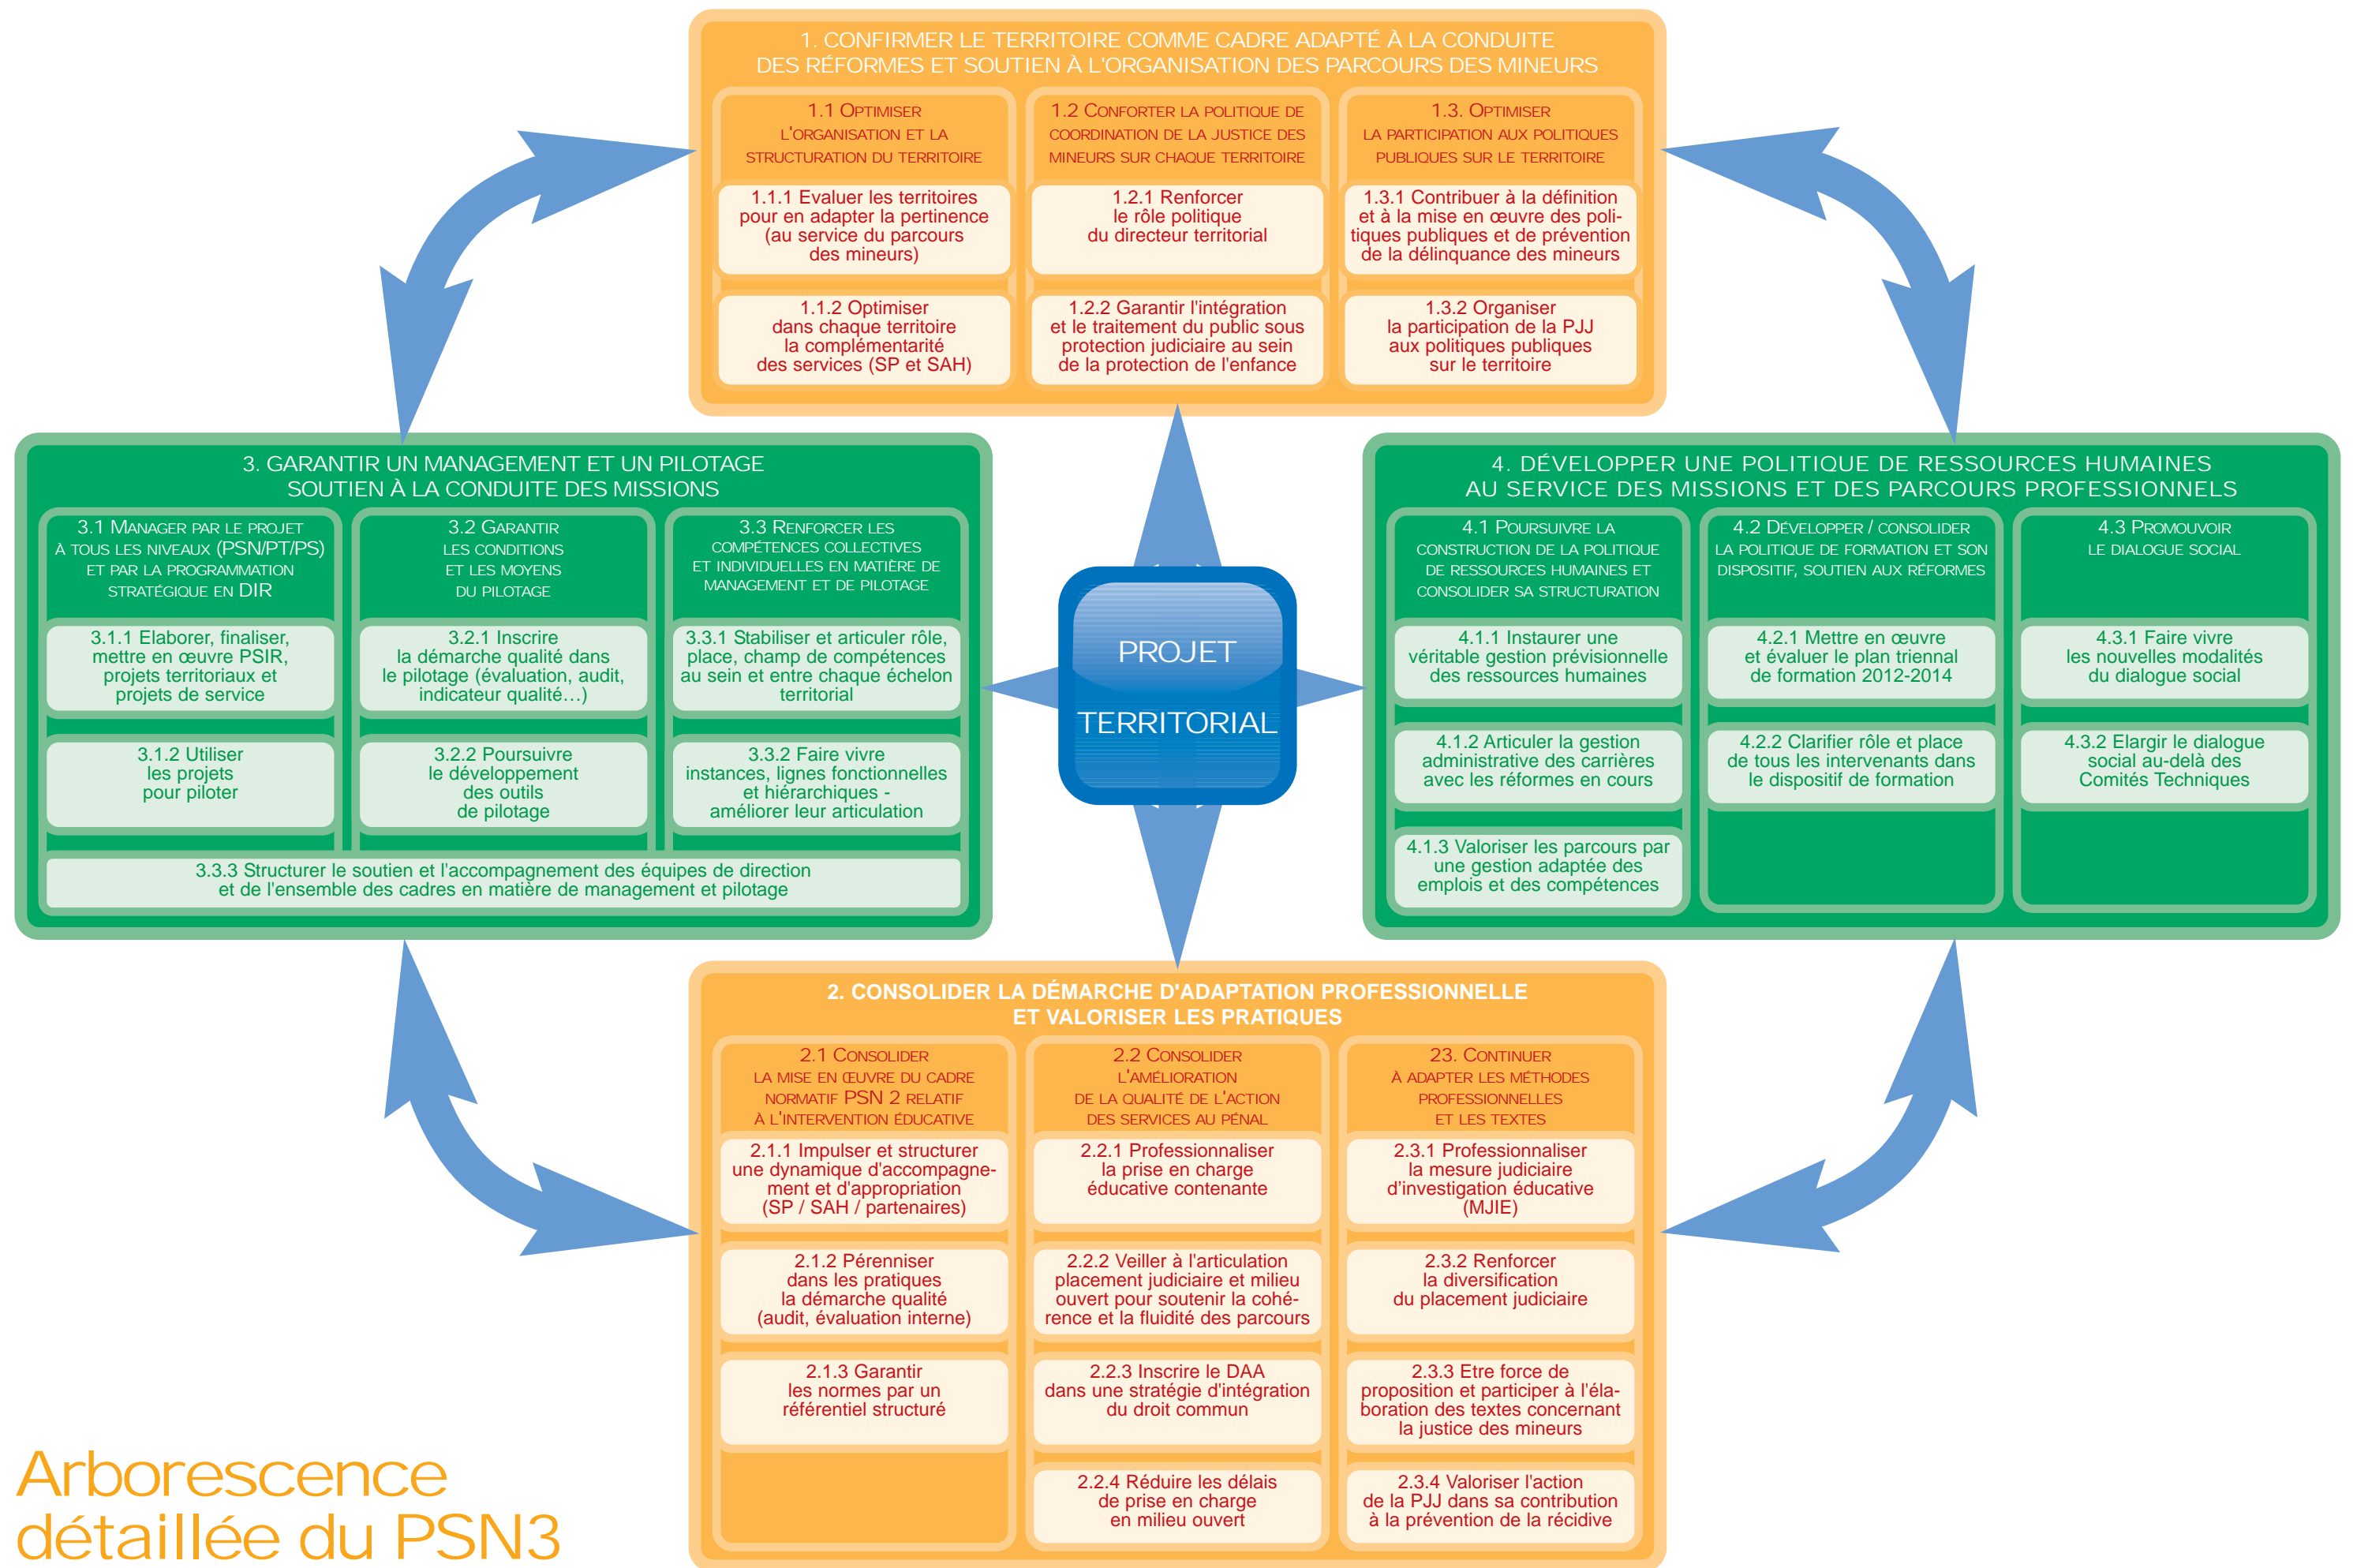 1. CONFIRMER LE TERRITOIRE COMME CADRE ADAPTÉ À LA CONDUITE
DES RÉFORMES ET SOUTIEN À L'ORGANISATION DES PARCOURS DES MINEURS
1.1 OPTIMISER
L'ORGANISATION ET LA
STRUCTURATION DU TERRITOIRE
1.1.1 Evaluer les territoires
pour en adapter la pertinence
(au service du parcours
des mineurs)
1.1.2 Optimiser
dans chaque territoire
la complémentarité
des services (SP et SAH)
1.2 CONFORTER LA POLITIQUE DE
COORDINATION DE LA JUSTICE DES
MINEURS SUR CHAQUE TERRITOIRE
1.2.1 Renforcer
le rôle politique
du directeur territorial
1.2.2 Garantir l'intégration
et le traitement du public sous
protection judiciaire au sein
de la protection de l'enfance
1.3. OPTIMISER
LA PARTICIPATION AUX POLITIQUES
PUBLIQUES SUR LE TERRITOIRE
1.3.1 Contribuer à la définition
et à la mise en œuvre des poli-
tiques publiques et de prévention
de la délinquance des mineurs
1.3.2 Organiser
la participation de la PJJ
aux politiques publiques
sur le territoire
3. GARANTIR UN MANAGEMENT ET UN PILOTAGE
SOUTIEN À LA CONDUITE DES MISSIONS
3.1 MANAGER PAR LE PROJET
À TOUS LES NIVEAUX (PSN/PT/PS)
ET PAR LA PROGRAMMATION
STRATÉGIQUE EN DIR
3.1.1 Elaborer, finaliser,
mettre en œuvre PSIR,
projets territoriaux et
projets de service
3.1.2 Utiliser
les projets
pour piloter
3.2 GARANTIR
LES CONDITIONS
ET LES MOYENS
DU PILOTAGE
3.2.1 Inscrire
la démarche qualité dans
le pilotage (évaluation, audit,
indicateur qualité…)
3.2.2 Poursuivre
le développement
des outils
de pilotage
3.3 RENFORCER LES
COMPÉTENCES COLLECTIVES
ET INDIVIDUELLES EN MATIÈRE DE
MANAGEMENT ET DE PILOTAGE
3.3.1 Stabiliser et articuler rôle,
place, champ de compétences
au sein et entre chaque échelon
territorial
3.3.2 Faire vivre
instances, lignes fonctionnelles
et hiérarchiques -
améliorer leur articulation
3.3.3 Structurer le soutien et l'accompagnement des équipes de direction
et de l'ensemble des cadres en matière de management et pilotage
PROJET
TERRITORIAL
4. DÉVELOPPER UNE POLITIQUE DE RESSOURCES HUMAINES
AU SERVICE DES MISSIONS ET DES PARCOURS PROFESSIONNELS
4.1 POURSUIVRE LA
CONSTRUCTION DE LA POLITIQUE
DE RESSOURCES HUMAINES ET
CONSOLIDER SA STRUCTURATION
4.1.1 Instaurer une
véritable gestion prévisionnelle
des ressources humaines
4.1.2 Articuler la gestion
administrative des carrières
avec les réformes en cours
4.1.3 Valoriser les parcours par
une gestion adaptée des
emplois et des compétences
4.2 DÉVELOPPER / CONSOLIDER
LA POLITIQUE DE FORMATION ET SON
DISPOSITIF, SOUTIEN AUX RÉFORMES
4.2.1 Mettre en œuvre
et évaluer le plan triennal
de formation 2012-2014
4.2.2 Clarifier rôle et place
de tous les intervenants dans
le dispositif de formation
4.3 PROMOUVOIR
LE DIALOGUE SOCIAL
4.3.1 Faire vivre
les nouvelles modalités
du dialogue social
4.3.2 Elargir le dialogue
social au-delà des
Comités Techniques
2. CONSOLIDER LA DÉMARCHE D'ADAPTATION PROFESSIONNELLE
ET VALORISER LES PRATIQUES
2.1 CONSOLIDER
LA MISE EN ŒUVRE DU CADRE
NORMATIF PSN 2 RELATIF
À L'INTERVENTION ÉDUCATIVE
2.1.1 Impulser et structurer
une dynamique d'accompagne-
ment et d'appropriation
(SP / SAH / partenaires)
2.1.2 Pérenniser
dans les pratiques
la démarche qualité
(audit, évaluation interne)
2.1.3 Garantir
les normes par un
référentiel structuré
2.2 CONSOLIDER
L'AMÉLIORATION
DE LA QUALITÉ DE L'ACTION
DES SERVICES AU PÉNAL
2.2.1 Professionnaliser
la prise en charge
éducative contenante
2.2.2 Veiller à l'articulation
placement judiciaire et milieu
ouvert pour soutenir la cohé-
rence et la fluidité des parcours
2.2.3 Inscrire le DAA
dans une stratégie d'intégration
du droit commun
2.2.4 Réduire les délais
de prise en charge
en milieu ouvert
23. CONTINUER
À ADAPTER LES MÉTHODES
PROFESSIONNELLES
ET LES TEXTES
2.3.1 Professionnaliser
la mesure judiciaire
d’investigation éducative
(MJIE)
2.3.2 Renforcer
la diversification
du placement judiciaire
2.3.3 Etre force de
proposition et participer à l'éla-
boration des textes concernant
la justice des mineurs
2.3.4 Valoriser l'action
de la PJJ dans sa contribution
à la prévention de la récidive
Arborescence
détaillée du PSN3